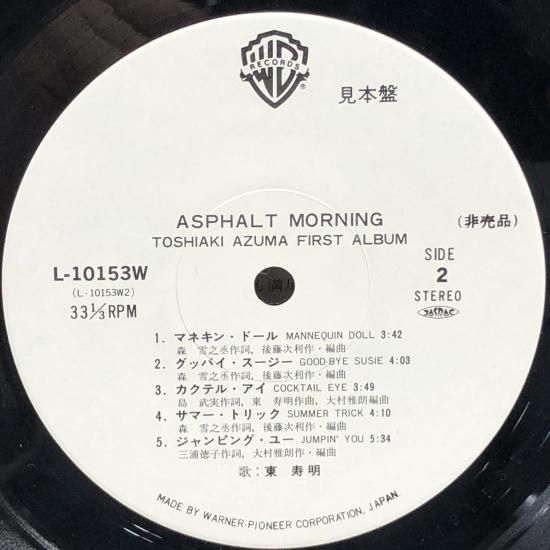 WB
RECORDS
®
見本盤
ASPHALT MORNING
(非売品)
TOSHIAKI AZUMA FIRST ALBUM
L-10153W
(L-10153W2)
33 1/3 RPM
SIDE
2
STEREO
JASRAC
1. マネキン・ドール MANNEQUIN DOLL 3:42
森 雪之丞作詞, 後藤次利作・編曲
2. グッバイ・スージー GOOD-BYE SUSIE 4:03
森 雪之丞作詞, 後藤次利作・編曲
3. カクテル・アイ COCKTAIL EYE 3:49
島 武実作詞, 東 寿明作曲, 大村雅朗編曲
4. サマー・トリック SUMMER TRICK 4:10
森 雪之丞作詞, 後藤次利作・編曲
5. ジャンピング・ユー JUMPIN' YOU 5:34
三浦徳子作詞, 大村雅朗作・編曲
歌: 東 寿明
MADE BY WARNER-PIONEER CORPORATION, JAPAN.